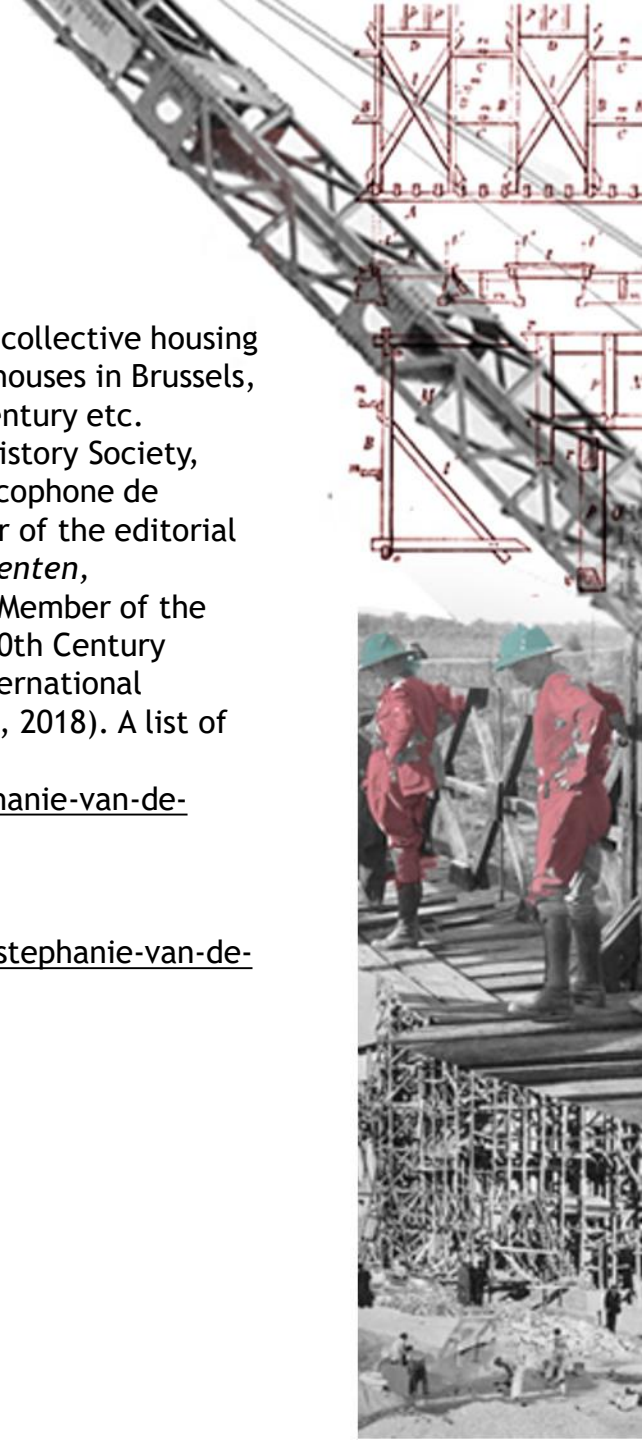 collective housing
houses in Brussels,
entury etc.
istory Society,
cophone de
r of the editorial
enten,
Member of the
0th Century
ernational
, 2018). A list of
hanie-van-de-
stephanie-van-de-